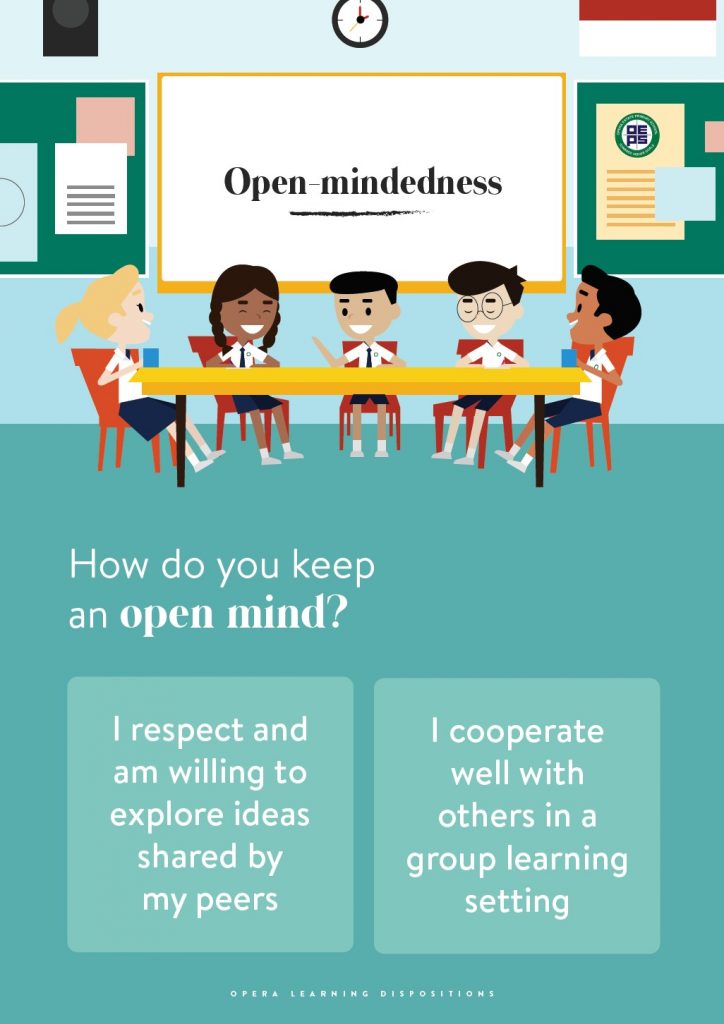 OEPS
Open-mindedness
How do you keep
an open mind?
I respect and
am willing to
explore ideas
shared by
my peers
I cooperate
well with
others in a
group learning
setting
OPERA LEARNING DISPOSITIONS